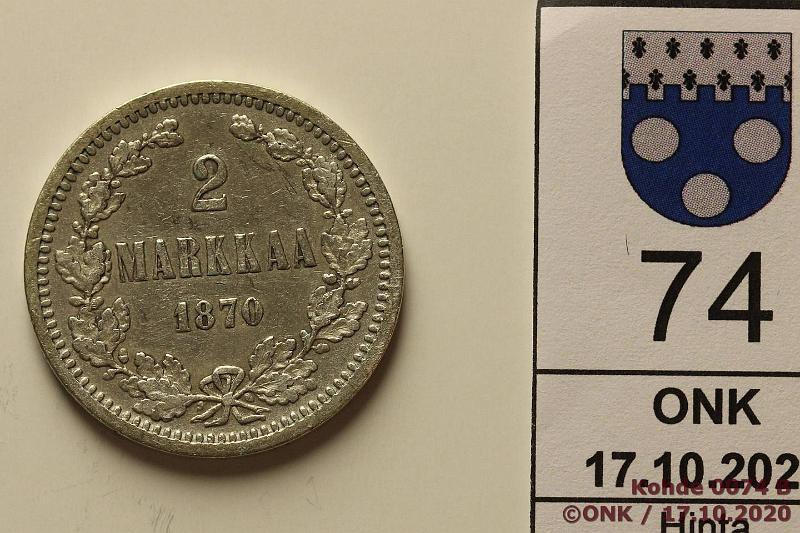 2
MARKKAA
1870
74
ONK
17.10.202
Kohde 0074 B
©ONK / 17.10.2020
Hinta